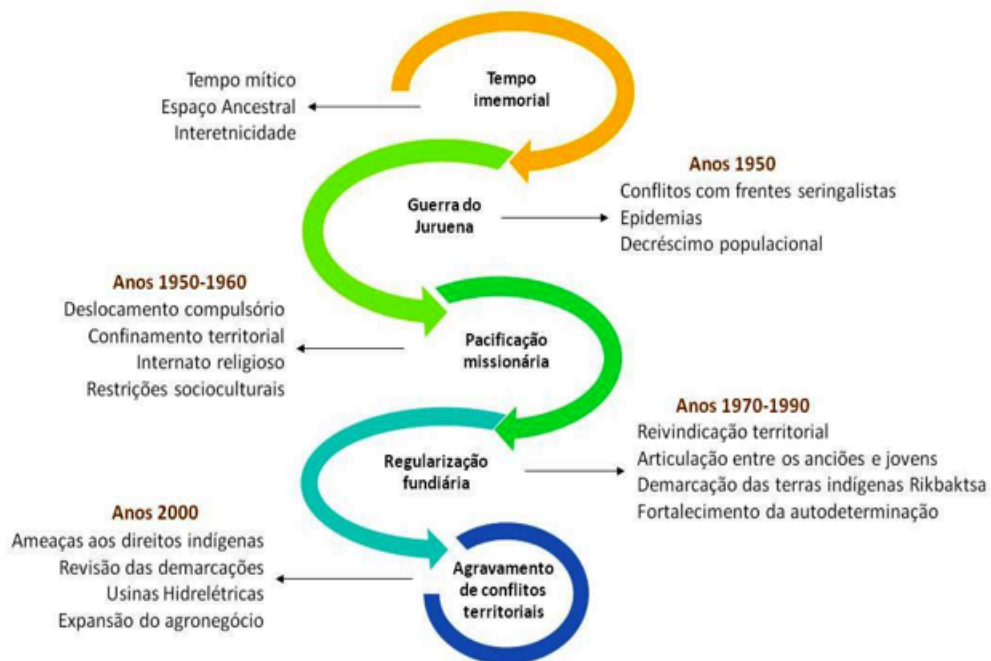 Tempo
imemorial
Tempo mítico
Espaço Ancestral
Interetnicidade
Guerra do
Juruena
Anos 1950
Conflitos com frentes seringalistas
Epidemias
Decréscimo populacional
Pacificação
missionária
Anos 1950-1960
Deslocamento compulsório
Confinamento territorial
Internato religioso
Restrições socioculturais
Regularização
fundiária
Anos 1970-1990
Reivindicação territorial
Articulação entre os anciões e jovens
Demarcação das terras indígenas Rikbaktsa
Fortalecimento da autodeterminação
Agravamento
de conflitos
territoriais
Anos 2000
Ameaças aos direitos indígenas
Revisão das demarcações
Usinas Hidrelétricas
Expansão do agronegócio